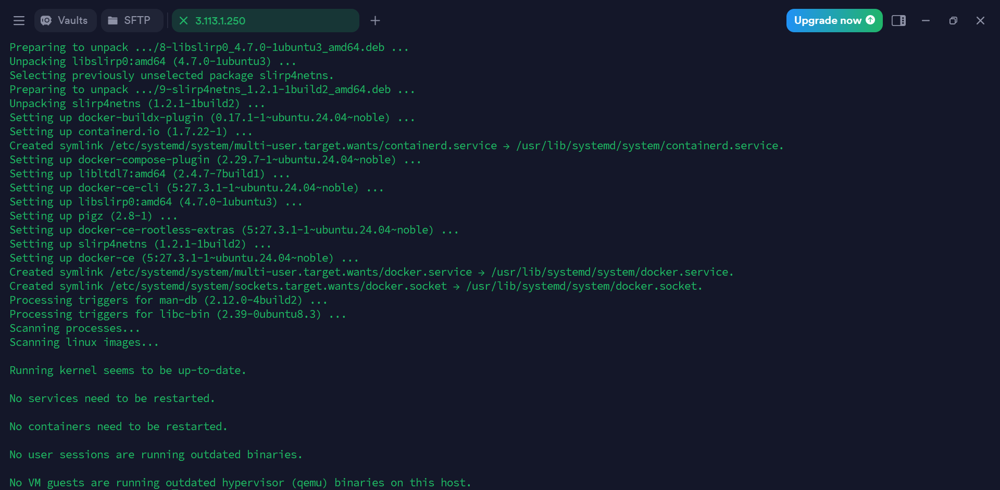 Vaults
SFTP
3.113.1.250
Upgrade now
Preparing to unpack .../8-libslirp0_4.7.0-1ubuntu3_amd64.deb ...
Unpacking libslirp0:amd64 (4.7.0-1ubuntu3) ...
Selecting previously unselected package slirp4netns.
Preparing to unpack .../9-slirp4netns_1.2.1-1build2_amd64.deb ...
Unpacking slirp4netns (1.2.1-1build2) ...
Setting up docker-buildx-plugin (0.17.1-1~ubuntu.24.04~noble) ...
Setting up containerd.io (1.7.22-1) ...
Created symlink /etc/systemd/system/multi-user.target.wants/containerd.service → /usr/lib/systemd/system/containerd.service.
Setting up docker-compose-plugin (2.29.7-1~ubuntu.24.04~noble) ...
Setting up libltdl7:amd64 (2.4.7-7build1) ...
Setting up docker-ce-cli (5:27.3.1-1~ubuntu.24.04~noble) ...
Setting up libslirp0:amd64 (4.7.0-1ubuntu3) ...
Setting up pigz (2.8-1) ...
Setting up docker-ce-rootless-extras (5:27.3.1-1~ubuntu.24.04~noble) ...
Setting up slirp4netns (1.2.1-1build2) ...
Setting up docker-ce (5:27.3.1-1~ubuntu.24.04~noble) ...
Created symlink /etc/systemd/system/multi-user.target.wants/docker.service → /usr/lib/systemd/system/docker.service.
Created symlink /etc/systemd/system/sockets.target.wants/docker.socket → /usr/lib/systemd/system/docker.socket.
Processing triggers for man-db (2.12.0-4build2) ...
Processing triggers for libc-bin (2.39-0ubuntu8.3) ...
Scanning processes...
Scanning linux images...
Running kernel seems to be up-to-date.
No services need to be restarted.
No containers need to be restarted.
No user sessions are running outdated binaries.
No VM guests are running outdated hypervisor (qemu) binaries on this host.